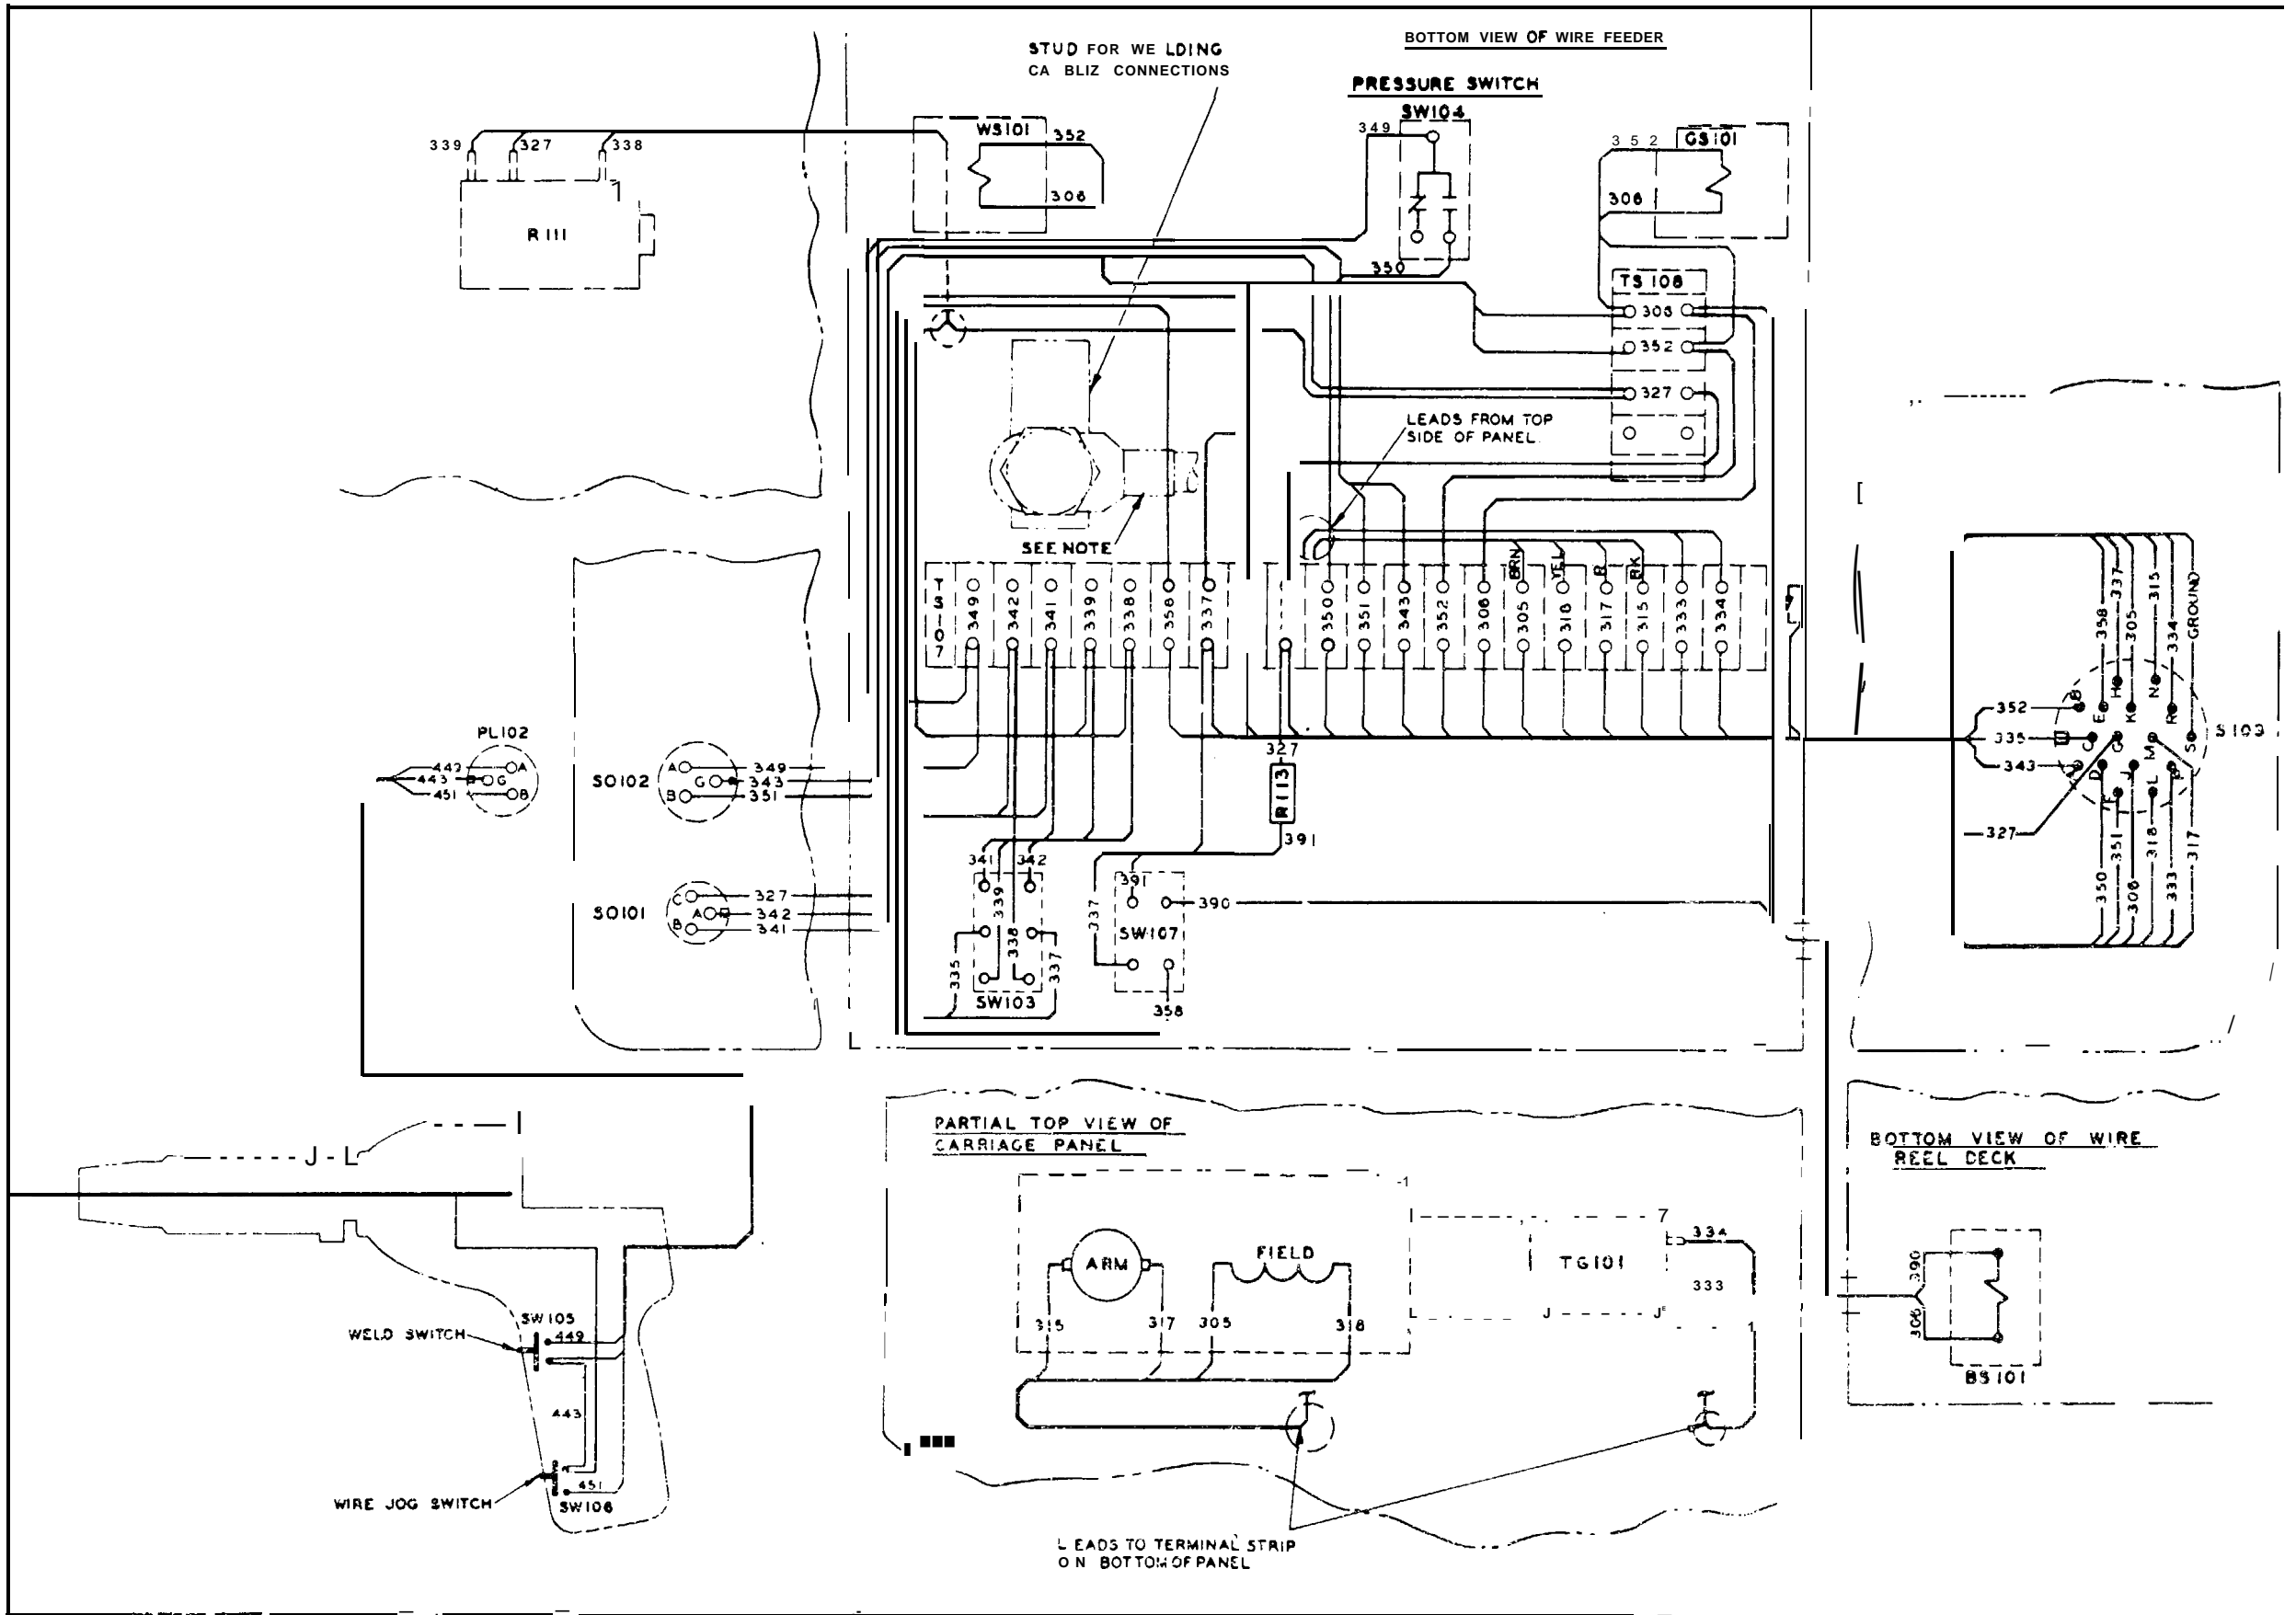 BOTTOM VIEW OF WIRE FEEDER
STUD FOR WE LDING
CA BLIZ CONNECTIONS
PRESSURE SWITCH
SW104
349
350
WS101
352
306
352
GS101
306
339
327
338
R111
TS 108
306
352
327
LEADS FROM TOP
SIDE OF PANEL.
SEE NOTE
BRN
YEL
R
BK
TS107
349
342
341
339
338
358
337
350
351
343
352
306
305
318
317
315
333
334
358
337
305
315
334
GROUND
B
H
N
E
K
R
352
335
343
C
G
M
S
S103
A
D
J
L
P
F
327
350
351
306
318
333
317
PL102
443
451
A
G
B
SO102
A
G
B
349
343
351
SO101
C
A
B
327
342
341
327
R113
391
341
342
339
338
335
337
SW103
391
390
337
SW107
358
PARTIAL TOP VIEW OF
CARRIAGE PANEL
ARM
FIELD
315
317
305
318
TG101
334
333
BOTTOM VIEW OF WIRE
REEL DECK
390
306
BS101
J - L
SW105
449
WELD SWITCH
443
451
WIRE JOG SWITCH
SW106
L EADS TO TERMINAL STRIP
ON BOTTOM OF PANEL